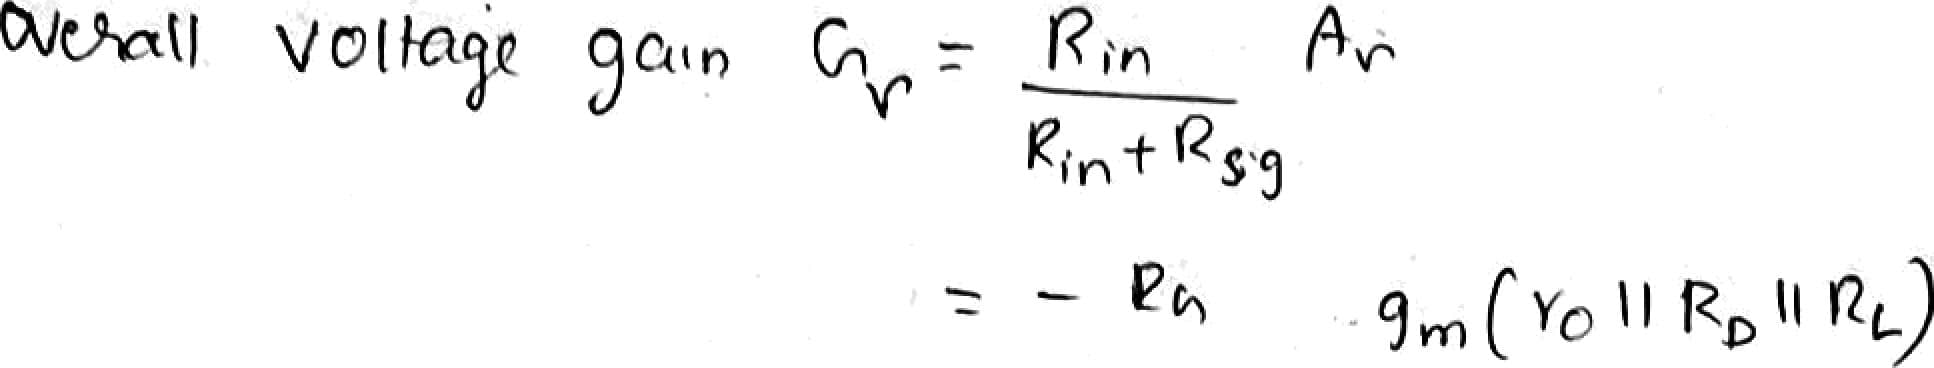 overall voltage gain Gv = Rin / (Rin + Rsig) Av
= - RG gm (ro || RD || RL)